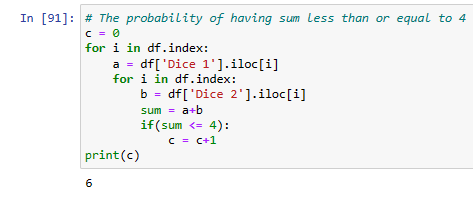 In [91]: # The probability of having sum less than or equal to 4
c = 0
for i in df.index:
    a = df['Dice 1'].iloc[i]
    for i in df.index:
        b = df['Dice 2'].iloc[i]
        sum = a+b
        if(sum <= 4):
            c = c+1
print(c)
6